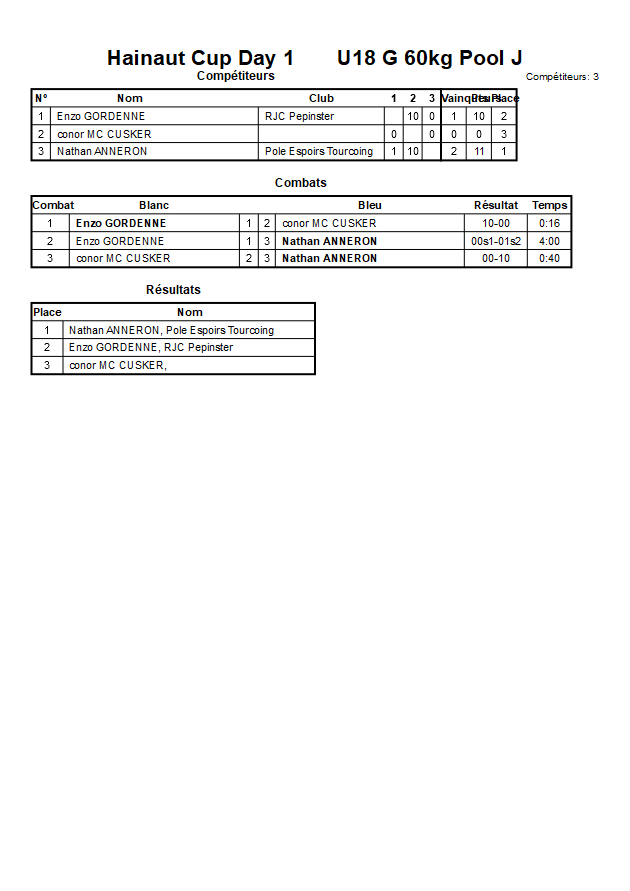 Hainaut Cup Day 1 U18 G 60kg Pool J
Compétiteurs Compétiteurs: 3
N° Nom Club 1 2 3 Vainqueurs Pts Place
1 Enzo GORDENNE RJC Pepinster 10 0 1 10 2
2 conor MC CUSKER 0 0 0 0 3
3 Nathan ANNERON Pole Espoirs Tourcoing 1 10 2 11 1
Combats
Combat Blanc Bleu Résultat Temps
1 Enzo GORDENNE 1 2 conor MC CUSKER 10-00 0:16
2 Enzo GORDENNE 1 3 Nathan ANNERON 00s1-01s2 4:00
3 conor MC CUSKER 2 3 Nathan ANNERON 00-10 0:40
Résultats
Place Nom
1 Nathan ANNERON, Pole Espoirs Tourcoing
2 Enzo GORDENNE, RJC Pepinster
3 conor MC CUSKER,